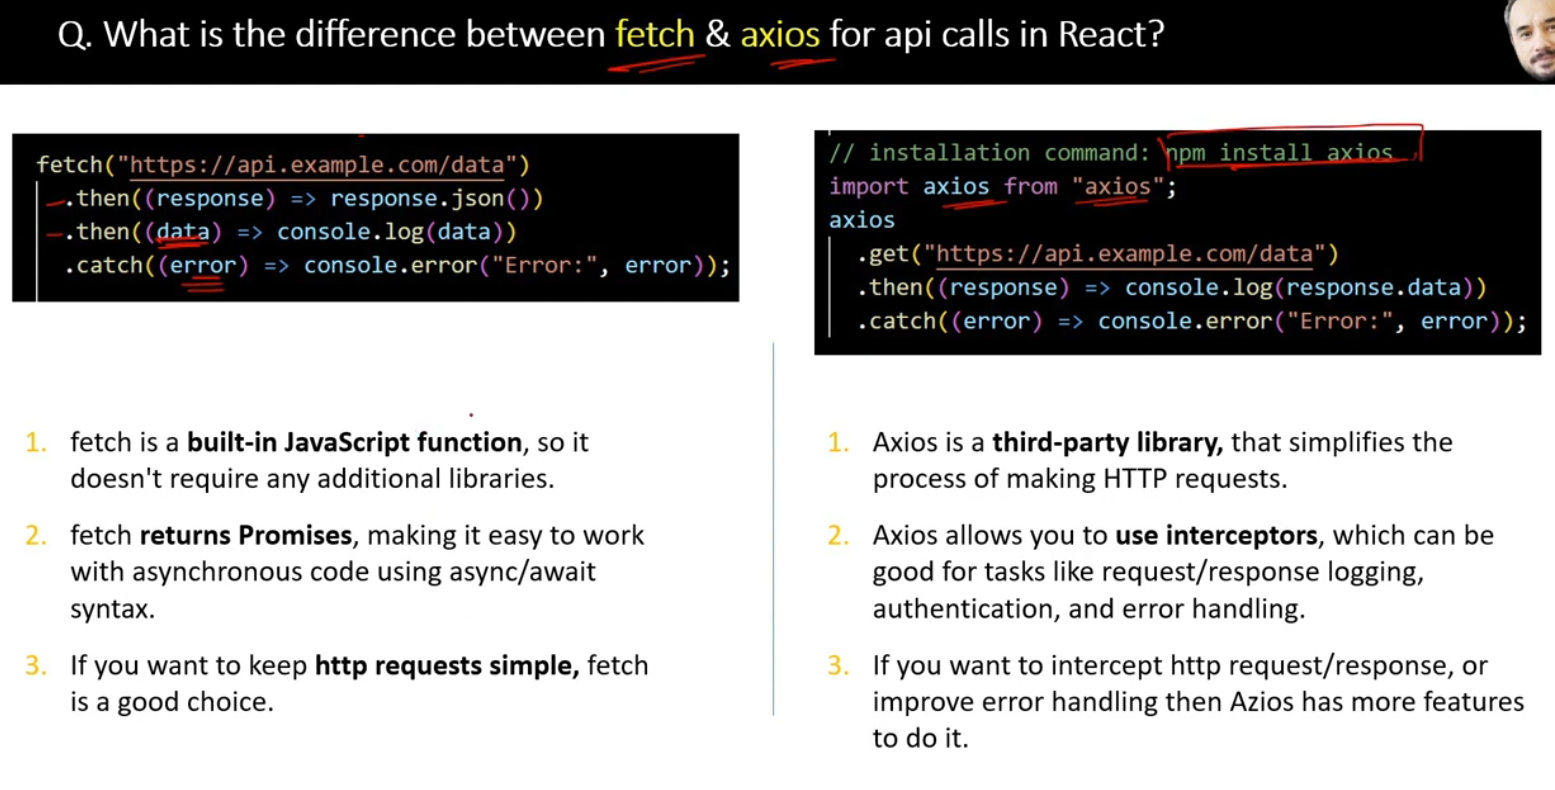 Q. What is the difference between fetch & axios for api calls in React?
fetch("https://api.example.com/data")
.then((response) => response.json())
.then((data) => console.log(data))
.catch((error) => console.error("Error:", error));
1. fetch is a built-in JavaScript function, so it
doesn't require any additional libraries.
2. fetch returns Promises, making it easy to work
with asynchronous code using async/await
syntax.
3. If you want to keep http requests simple, fetch
is a good choice.
// installation command: npm install axios
import axios from "axios";
axios
.get("https://api.example.com/data")
.then((response) => console.log(response.data))
.catch((error) => console.error("Error:", error));
1. Axios is a third-party library, that simplifies the
process of making HTTP requests.
2. Axios allows you to use interceptors, which can be
good for tasks like request/response logging,
authentication, and error handling.
3. If you want to intercept http request/response, or
improve error handling then Azios has more features
to do it.